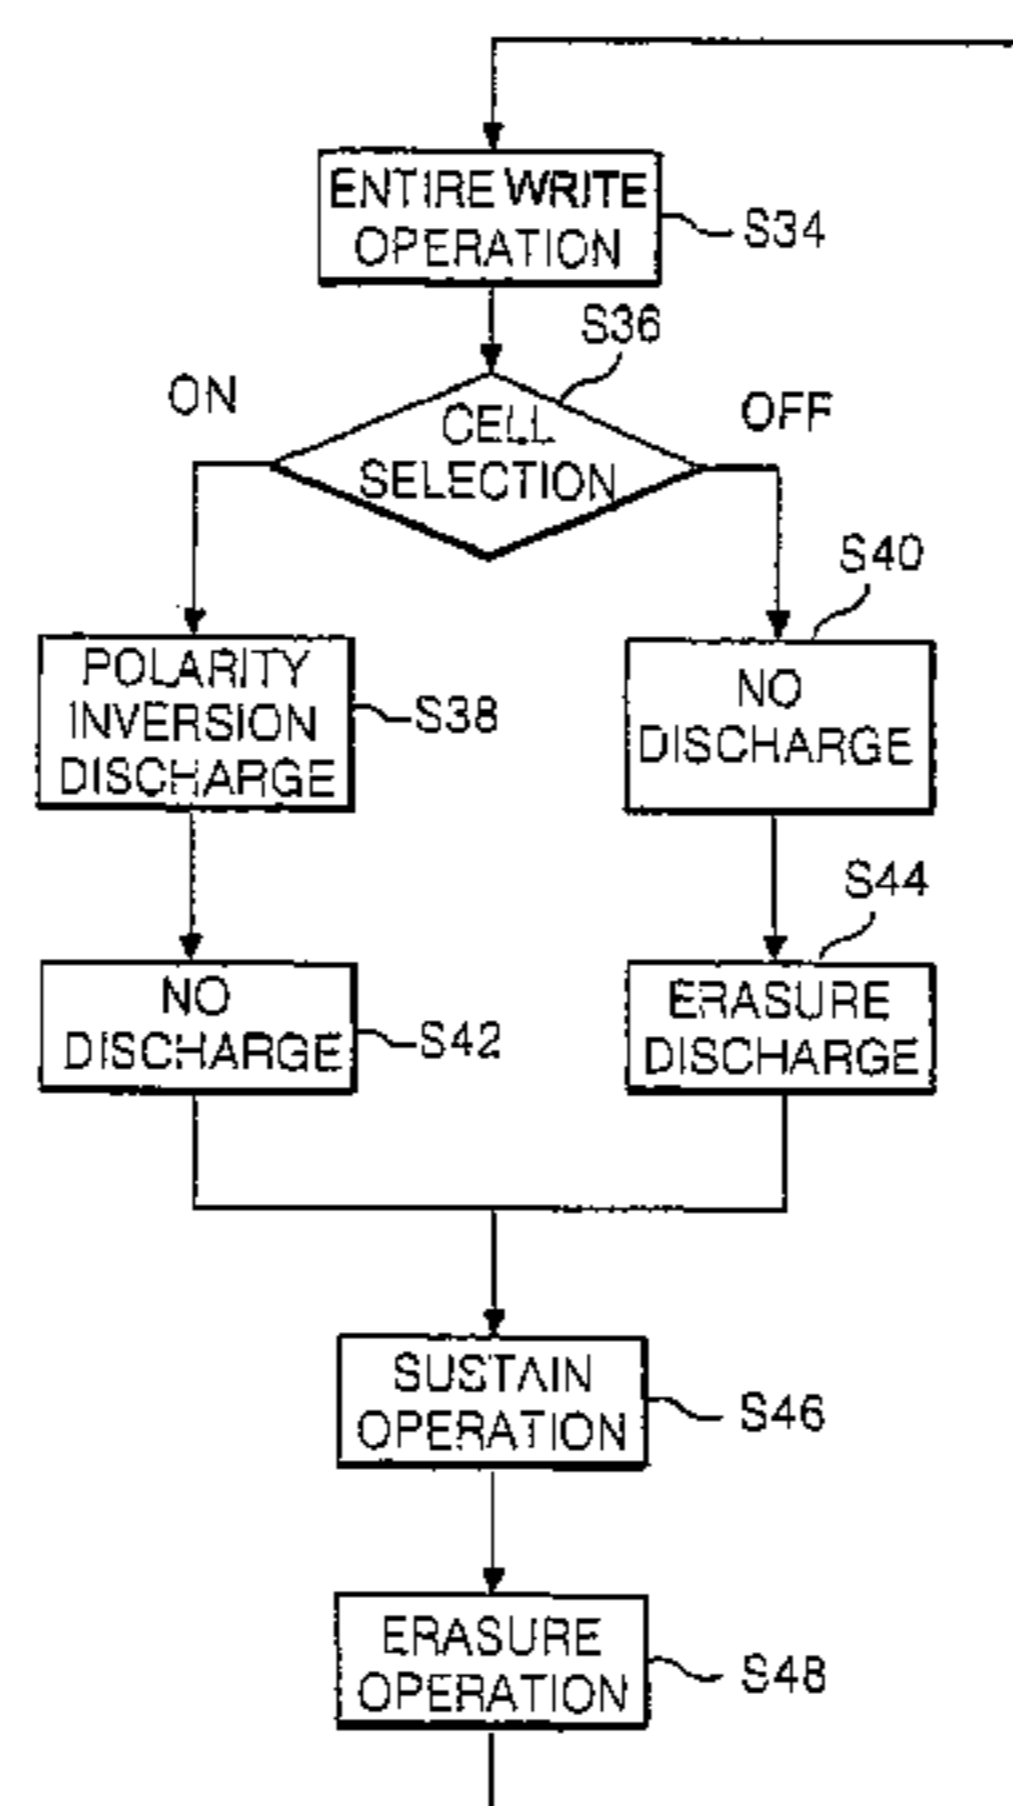 ENTIRE WRITE
OPERATION
S34
S36
ON
OFF
CELL
SELECTION
S40
POLARITY
INVERSION
DISCHARGE
S38
NO
DISCHARGE
S44
NO
DISCHARGE
S42
ERASURE
DISCHARGE
SUSTAIN
OPERATION
S46
ERASURE
OPERATION
S48